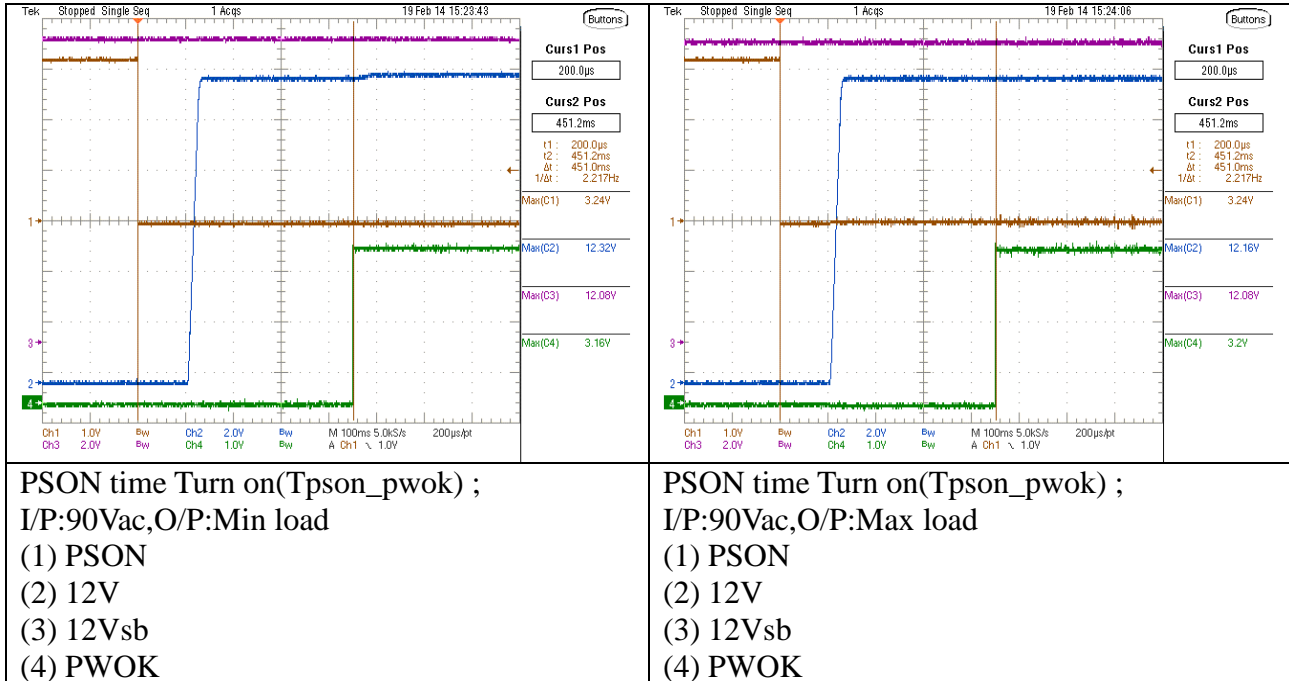 Tek Stopped Single Seq 1 Acqs 19 Feb 14 15:23:43
Buttons
Curs1 Pos
200.0µs
Curs2 Pos
451.2ms
t1 : 200.0µs
t2 : 451.2ms
Δt : 451.0ms
1/Δt : 2.217Hz
Max(C1) 3.24V
1
Max(C2) 12.32V
Max(C3) 12.08V
3
Max(C4) 3.16V
2
4
Ch1 1.0V Bw Ch2 2.0V Bw M 100ms 5.0kS/s 200µs/pt
Ch3 2.0V Bw Ch4 1.0V Bw A Ch1 \ 1.0V
PSON time Turn on(Tpson_pwok) ;
I/P:90Vac,O/P:Min load
(1) PSON
(2) 12V
(3) 12Vsb
(4) PWOK
Tek Stopped Single Seq 1 Acqs 19 Feb 14 15:24:06
Buttons
Curs1 Pos
200.0µs
Curs2 Pos
451.2ms
t1 : 200.0µs
t2 : 451.2ms
Δt : 451.0ms
1/Δt : 2.217Hz
Max(C1) 3.24V
1
Max(C2) 12.16V
Max(C3) 12.08V
3
Max(C4) 3.2V
2
4
Ch1 1.0V Bw Ch2 2.0V Bw M 100ms 5.0kS/s 200µs/pt
Ch3 2.0V Bw Ch4 1.0V Bw A Ch1 \ 1.0V
PSON time Turn on(Tpson_pwok) ;
I/P:90Vac,O/P:Max load
(1) PSON
(2) 12V
(3) 12Vsb
(4) PWOK